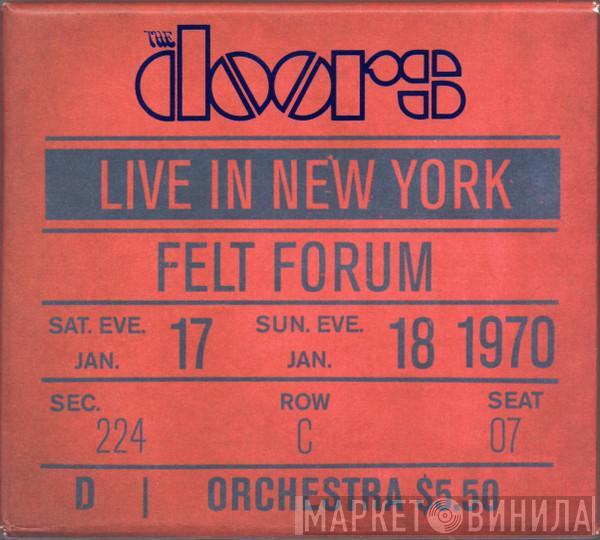 THE
doors
LIVE IN NEW YORK
FELT FORUM
SAT. EVE. JAN. 17 SUN. EVE. JAN. 18 1970
SEC. ROW SEAT
224 C 07
D | ORCHESTRA $5.50
МАРКЕТ ВИНИЛА